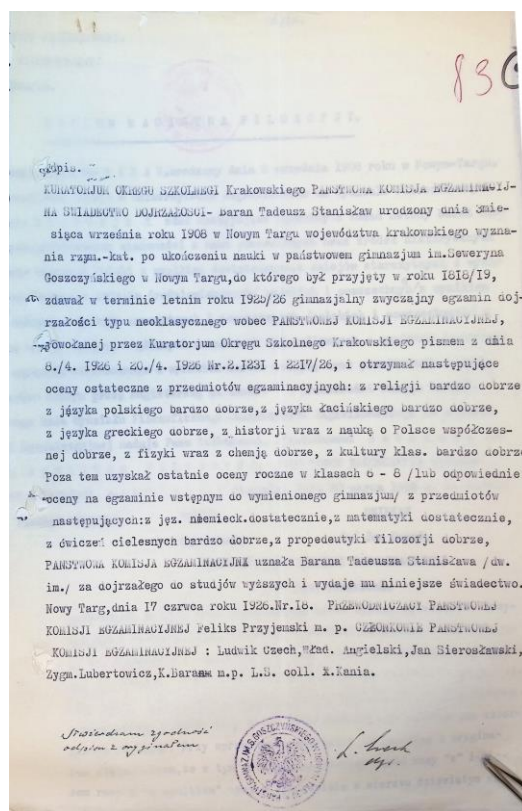 83
Odpis.
KURATORJUM OKRĘGU SZKOLNEGI Krakowskiego PAŃSTWOWA KOMISJA EGZAMINACYJ-
NA ŚWIADECTWO DOJRZAŁOŚCI- Baran Tadeusz Stanisław urodzony dnia 3mie-
siąca września roku 1908 w Nowym Targu województwa krakowskiego wyzna-
nia rzym.-kat. po ukończeniu nauki w państwowem gimnazjum im.Seweryna
Goszczyńskiego w Nowym Targu,do którego był przyjęty w roku 1818/19,
zdawał w terminie letnim roku 1925/26 gimnazjalny zwyczajny egzamin doj-
rzałości typu neoklasycznego wobec PAŃSTWOWEJ KOMISJI EGZAMINACYJNEJ,
powołanej przez Kuratorjum Okręgu Szkolnego Krakowskiego pismem z dnia
8./4. 1926 i 20./4. 1926 Nr.2.1231 i 2217/26, i otrzymał następujące
oceny ostateczne z przedmiotów egzaminacyjnych: z religji bardzo dobrze
z języka polskiego bardzo dobrze,z języka łacińskiego bardzo dobrze,
z języka greckiego dobrze, z historji wraz z nauką o Polsce współczes-
nej dobrze, z fizyki wraz z chemją dobrze, z kultury klas. bardzo dobrze
Poza tem uzyskał ostatnie oceny roczne w klasach 6 - 8 /lub odpowiednie
oceny na egzaminie wstępnym do wymienionego gimnazjum/ z przedmiotów
następujących:z jęz. niemieck.dostatecznie,z matematyki dostatecznie,
z ćwiczeń cielesnych bardzo dobrze,z propedeutyki filozofji dobrze,
PAŃSTWOWA KOMISJA EGZAMINACYJNA uznała Barana Tadeusza Stanisława /dw.
im./ za dojrzałego do studjów wyższych i wydaje mu niniejsze świadectwo.
Nowy Targ,dnia 17 czrwca roku 1926.Nr.18. PRZEWODNICZĄCY PAŃSTWOWEJ
KOMISJI EGZAMINACYJNEJ Feliks Przyjemski m. p. CZŁONKOWIE PAŃSTWOWEJ
KOMISJI EGZAMINACYJNEJ : Ludwik Czech,Wład. Angielski,Jan Sierosławski,
Zygm.Lubertowicz,K.Baranm m.p. L.S. coll. X.Kania.
Stwierdzam zgodność
odpisu z oryginałem
L. Czech
dyr.